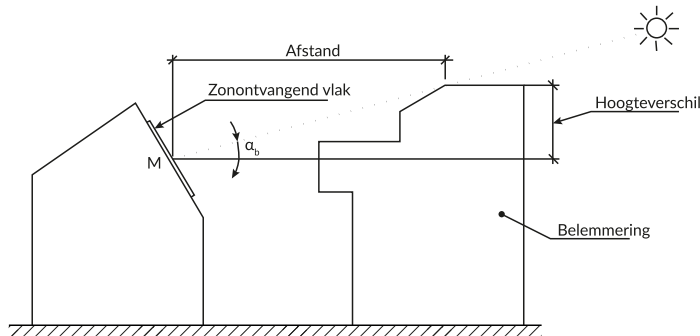 Afstand
Zonontvangend vlak
Hoogteverschil
M
αb
Belemmering